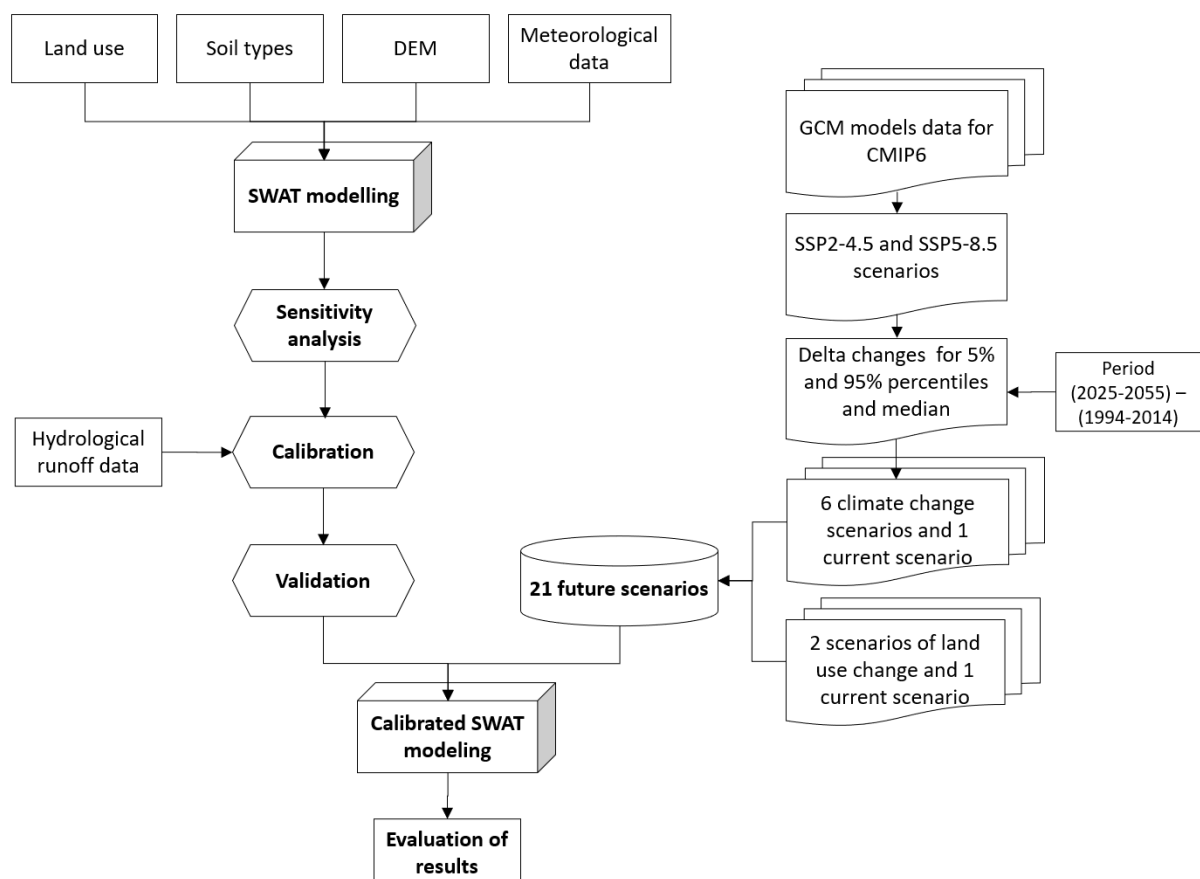 Land use
Soil types
DEM
Meteorological
data
SWAT modelling
Sensitivity
analysis
Hydrological
runoff data
Calibration
Validation
GCM models data for
CMIP6
SSP2-4.5 and SSP5-8.5
scenarios
Delta changes for 5%
and 95% percentiles
and median
Period
(2025-2055) –
(1994-2014)
6 climate change
scenarios and 1
current scenario
2 scenarios of land
use change and 1
current scenario
21 future scenarios
Calibrated SWAT
modeling
Evaluation of
results